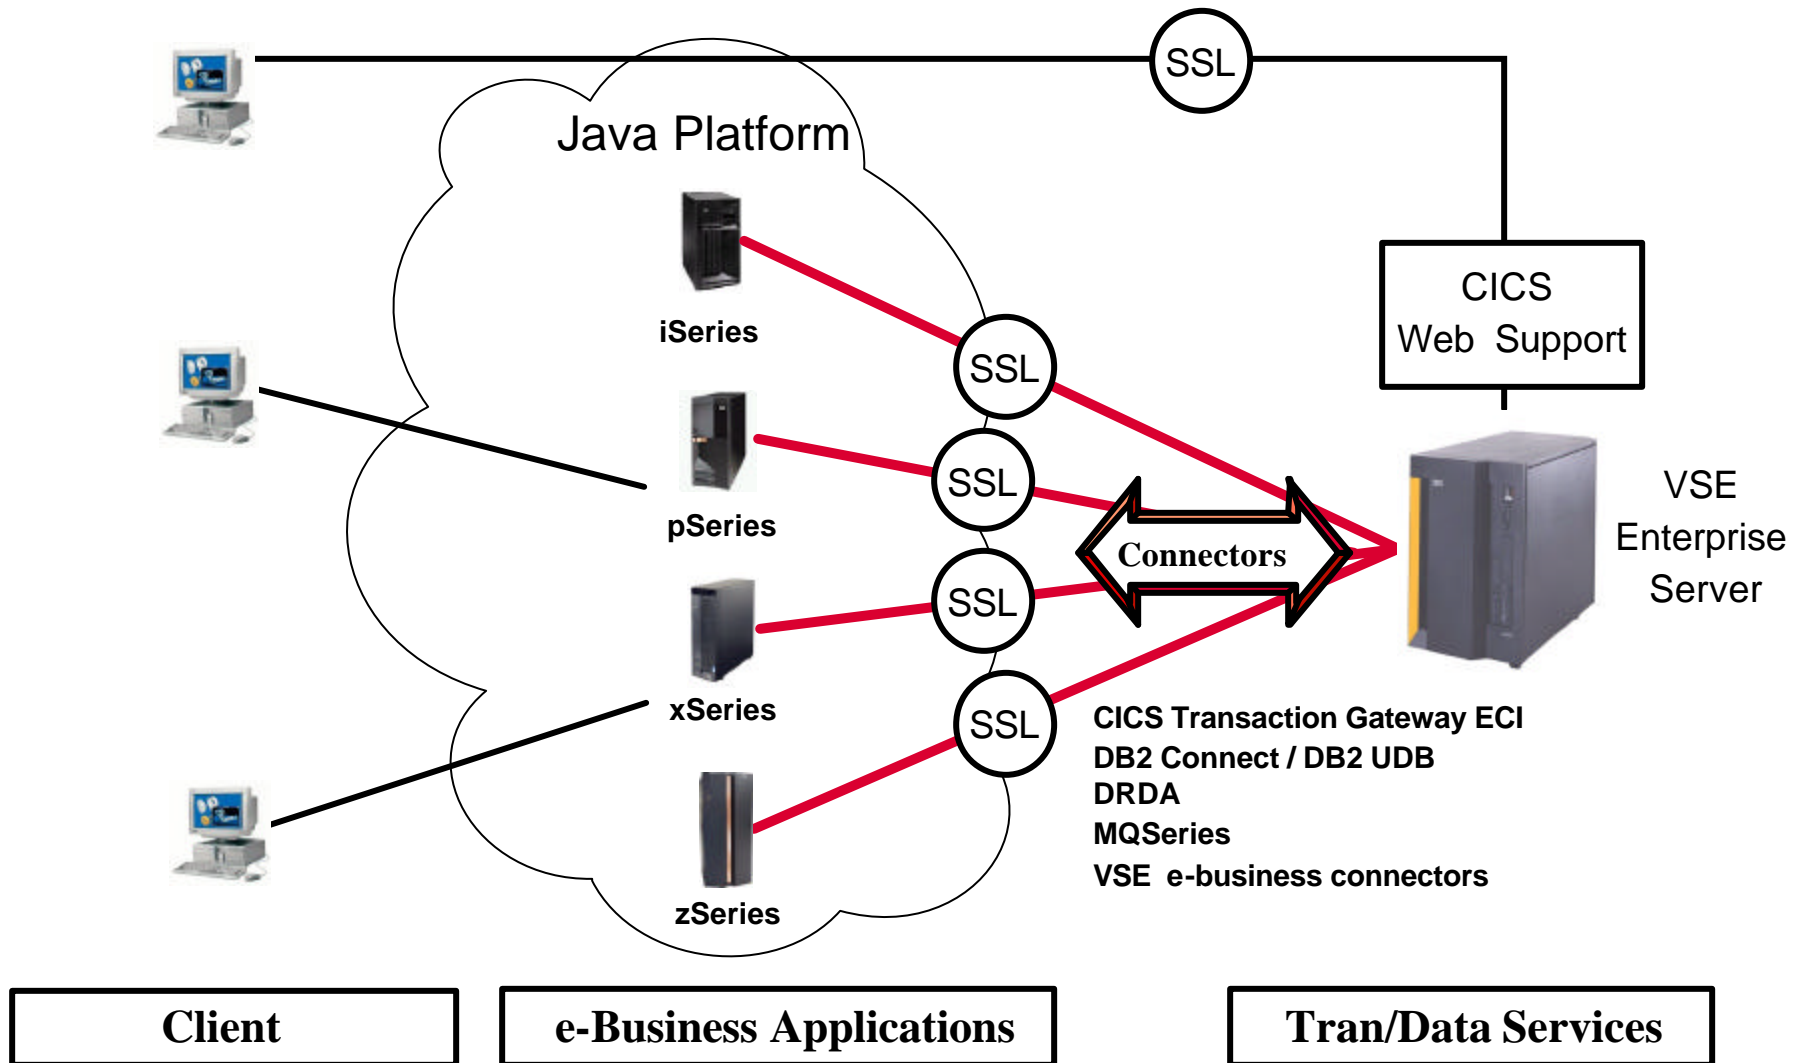 SSL
Java Platform
CICS
Web Support
iSeries
SSL
pSeries
SSL
Connectors
VSE
Enterprise
Server
xSeries
SSL
zSeries
SSL
CICS Transaction Gateway ECI
DB2 Connect / DB2 UDB
DRDA
MQSeries
VSE e-business connectors
Client
e-Business Applications
Tran/Data Services